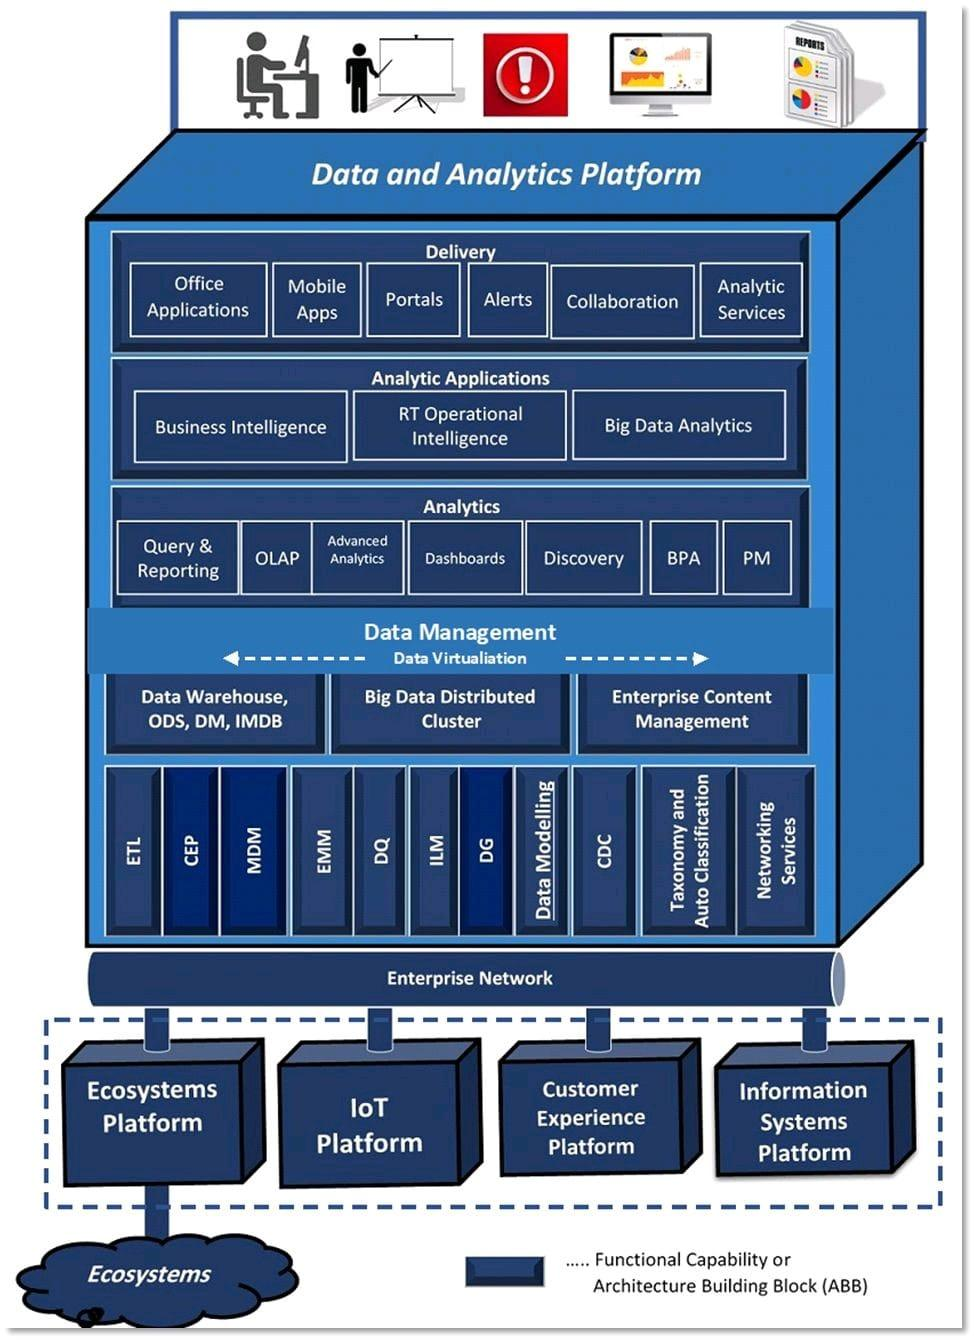 REPORTS
Data and Analytics Platform
Delivery
Office
Applications
Mobile
Apps
Portals
Alerts
Collaboration
Analytic
Services
Analytic Applications
Business Intelligence
RT Operational
Intelligence
Big Data Analytics
Analytics
Query &
Reporting
OLAP
Advanced
Analytics
Dashboards
Discovery
BPA
PM
Data Management
Data Virtualiation
Data Warehouse,
ODS, DM, IMDB
Big Data Distributed
Cluster
Enterprise Content
Management
ETL
CEP
MDM
EMM
DQ
ILM
DG
Data Modelling
CDC
Taxonomy and
Auto Classification
Networking
Services
Enterprise Network
Ecosystems
Platform
IoT
Platform
Customer
Experience
Platform
Information
Systems
Platform
Ecosystems
..... Functional Capability or
Architecture Building Block (ABB)